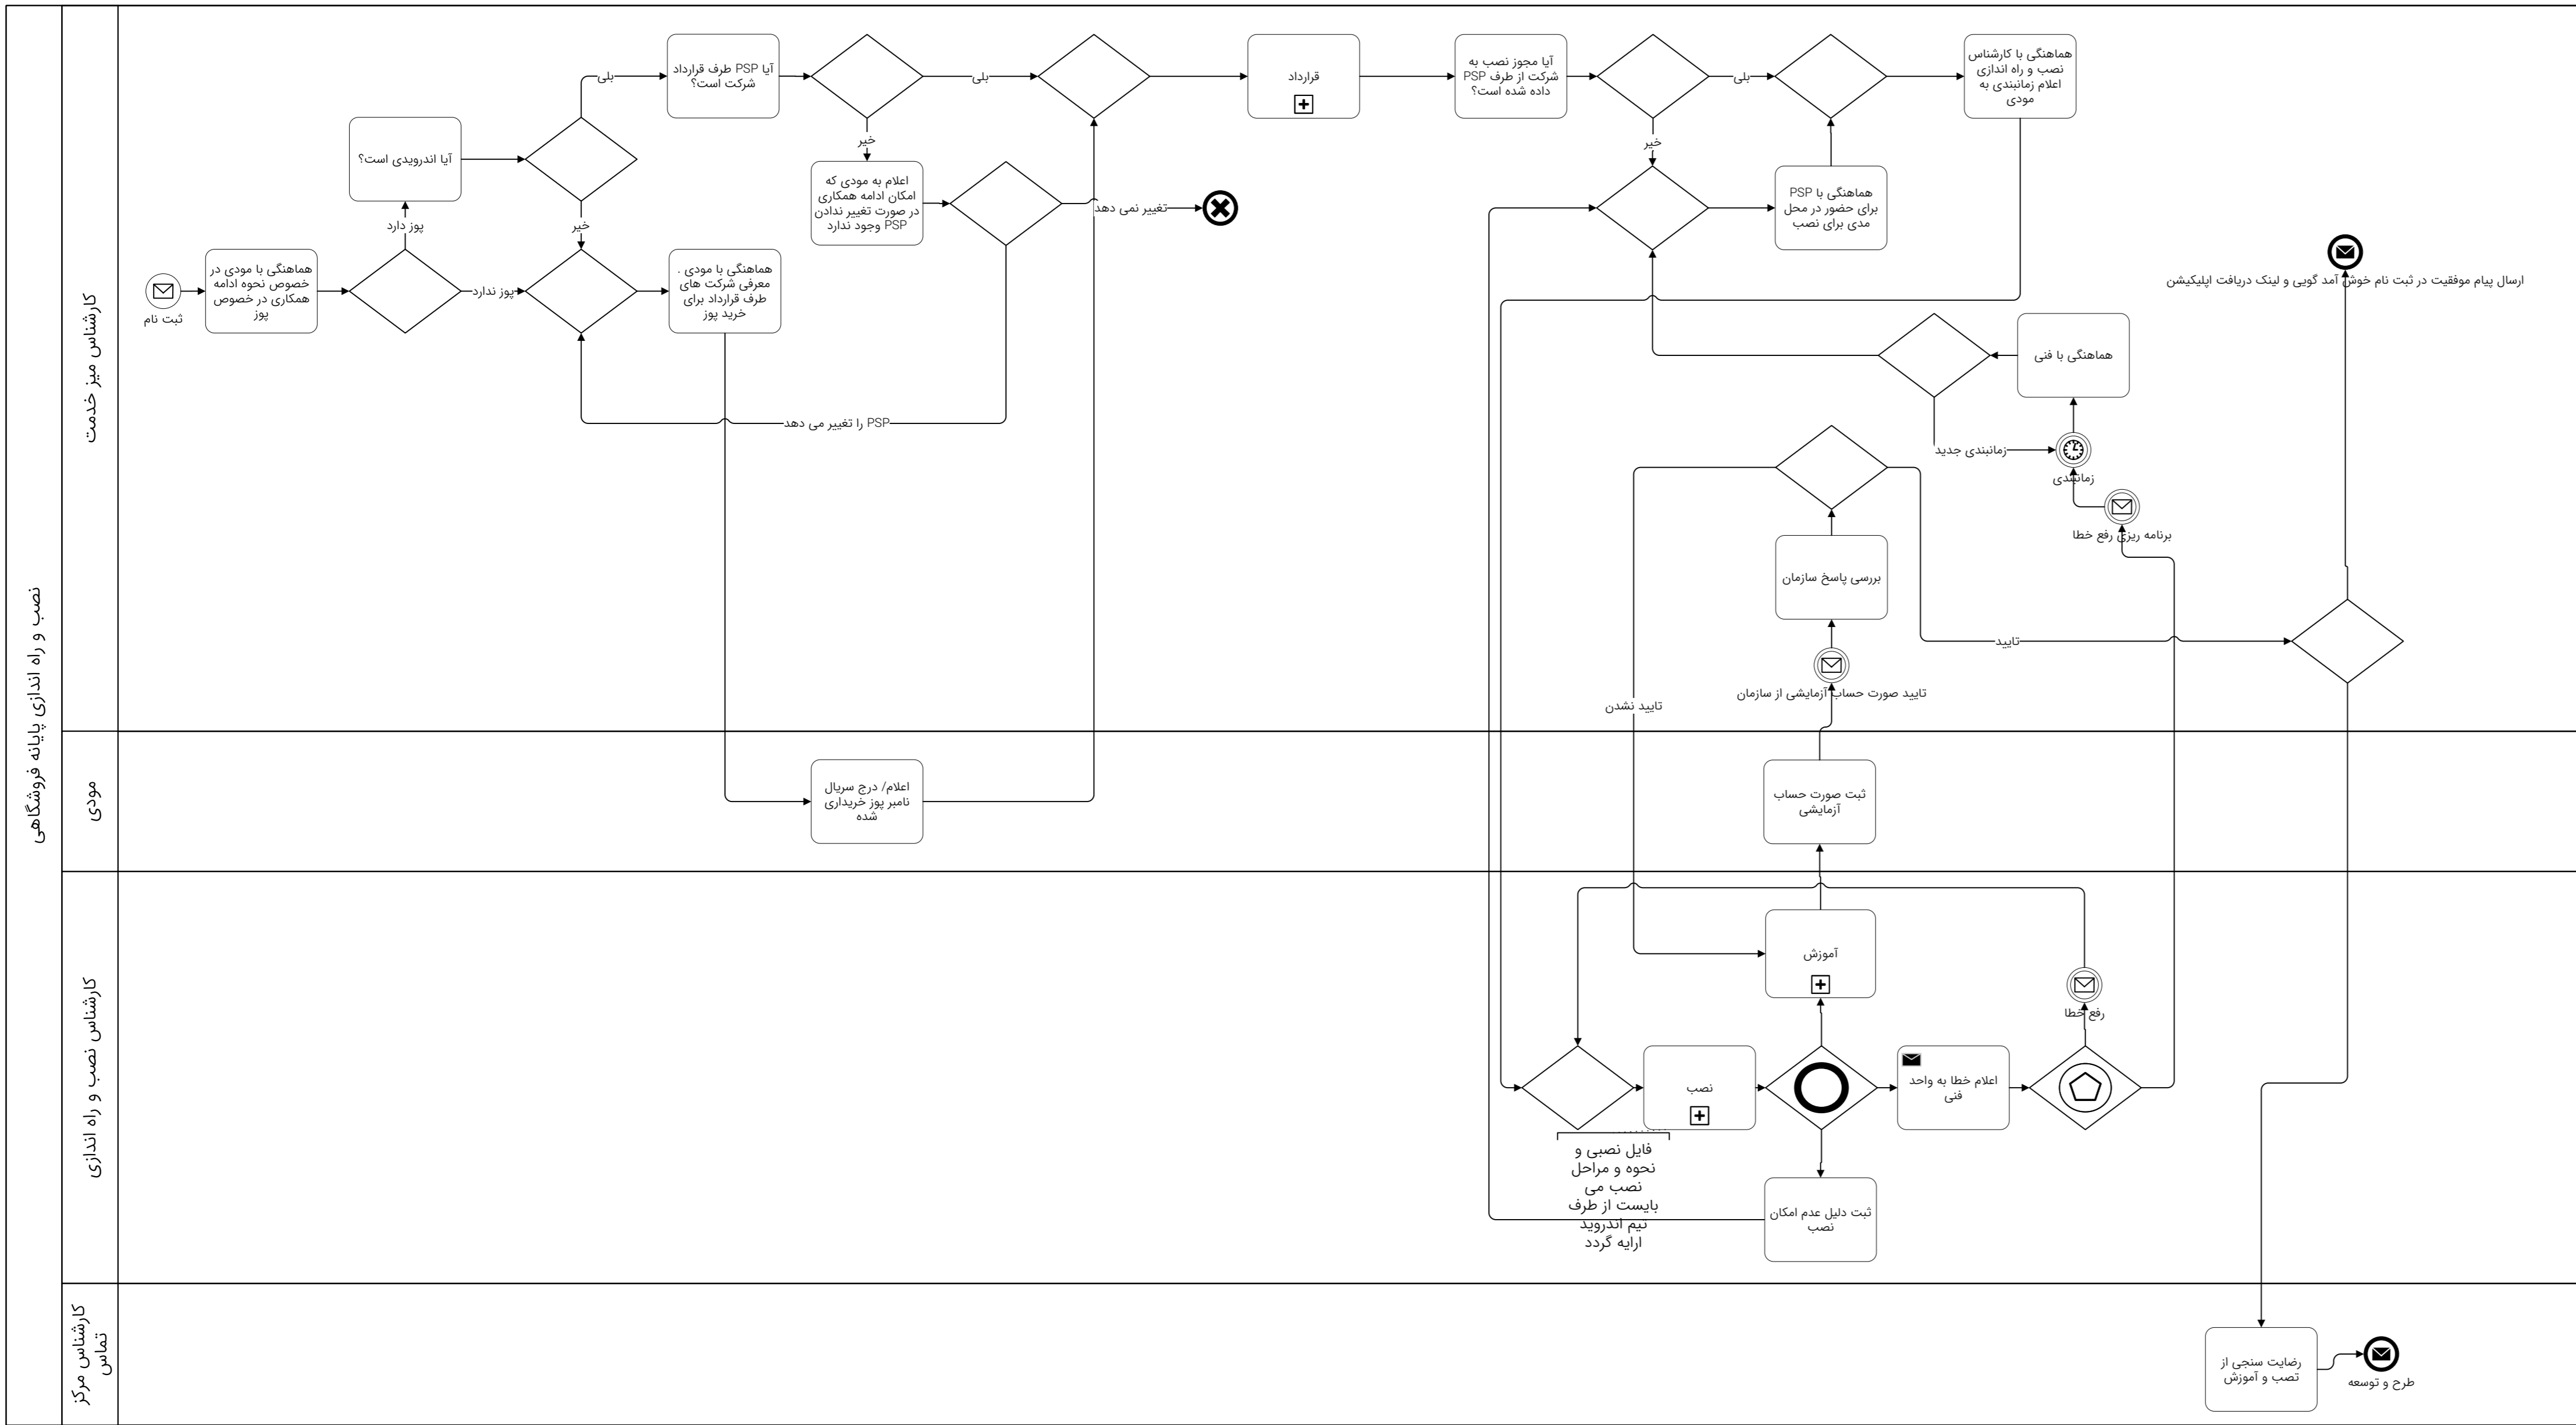 نصب و راه اندازی پایانه فروشگاهی
کارشناس میز خدمت
ثبت نام
هماهنگی با مودی در
خصوص نحوه ادامه
همکاری در خصوص
پوز
پوز دارد
پوز ندارد
آیا اندرویدی است؟
بلی
خیر
هماهنگی با مودی .
معرفی شرکت های
طرف قرارداد برای
خرید پوز
آیا PSP طرف قرارداد
شرکت است؟
بلی
خیر
اعلام به مودی که
امکان ادامه همکاری
در صورت تغییر ندادن
PSP وجود ندارد
تغییر نمی دهد
PSP را تغییر می دهد
قرارداد
آیا مجوز نصب به
شرکت از طرف PSP
داده شده است؟
بلی
خیر
هماهنگی با PSP
برای حضور در محل
مدی برای نصب
هماهنگی با کارشناس
نصب و راه اندازی
اعلام زمانبندی به
مودی
هماهنگی با فنی
زمانبندی جدید
زمانبندی
برنامه ریزی رفع خطا
ارسال پیام موفقیت در ثبت نام خوش آمد گویی و لینک دریافت اپلیکیشن
بررسی پاسخ سازمان
تایید
تایید نشدن
تایید صورت حساب آزمایشی از سازمان
مودی
اعلام/ درج سریال
نامبر پوز خریداری
شده
ثبت صورت حساب
آزمایشی
کارشناس نصب و راه اندازی
آموزش
رفع خطا
نصب
اعلام خطا به واحد
فنی
فایل نصبی و
نحوه و مراحل
نصب می
بایست از طرف
تیم اندروید
ارایه گردد
ثبت دلیل عدم امکان
نصب
کارشناس مرکز
تماس
رضایت سنجی از
تصب و آموزش
طرح و توسعه